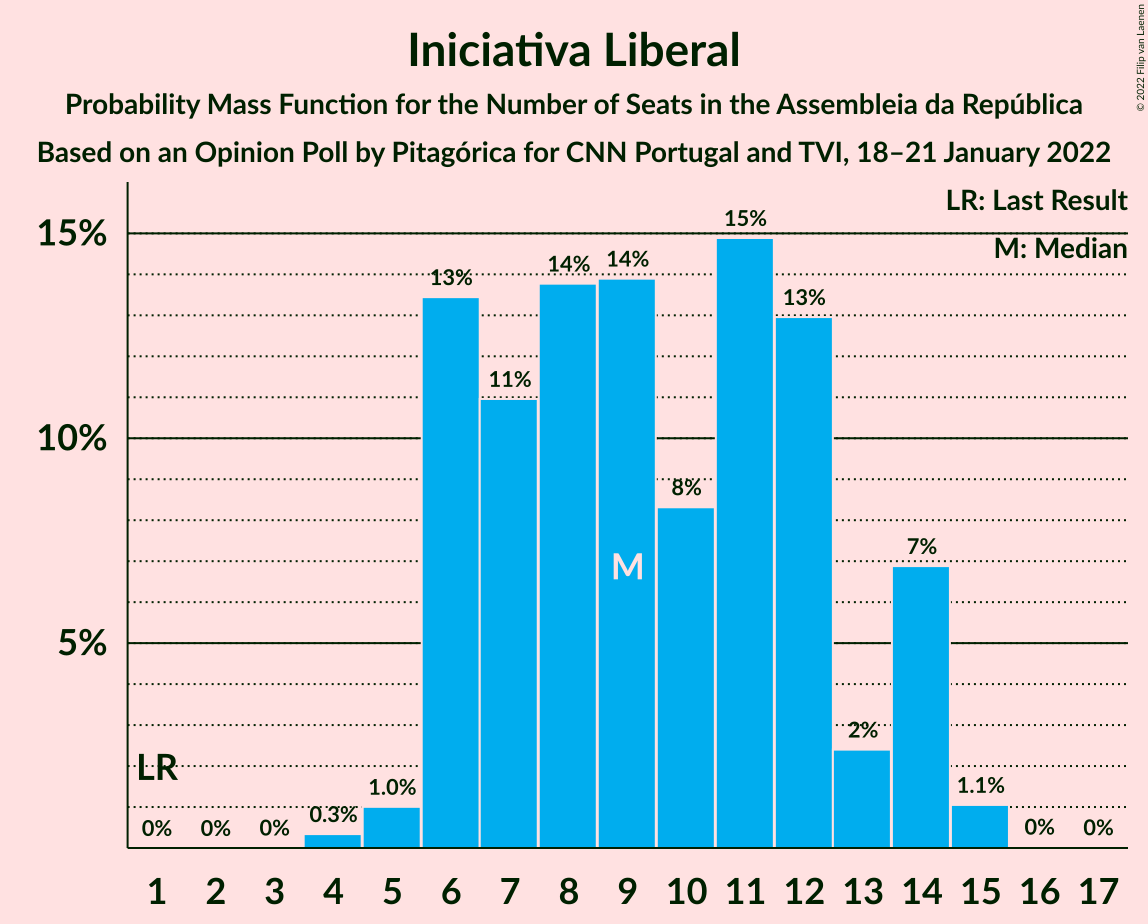 Iniciativa Liberal
Probability Mass Function for the Number of Seats in the Assembleia da República
Based on an Opinion Poll by Pitagórica for CNN Portugal and TVI, 18–21 January 2022
© 2022 Filip van Laenen
LR: Last Result
M: Median
15%
10%
5%
LR
0%
0%
0%
0.3%
1.0%
13%
11%
14%
14%
M
8%
15%
13%
2%
7%
1.1%
0%
0%
1 2 3 4 5 6 7 8 9 10 11 12 13 14 15 16 17